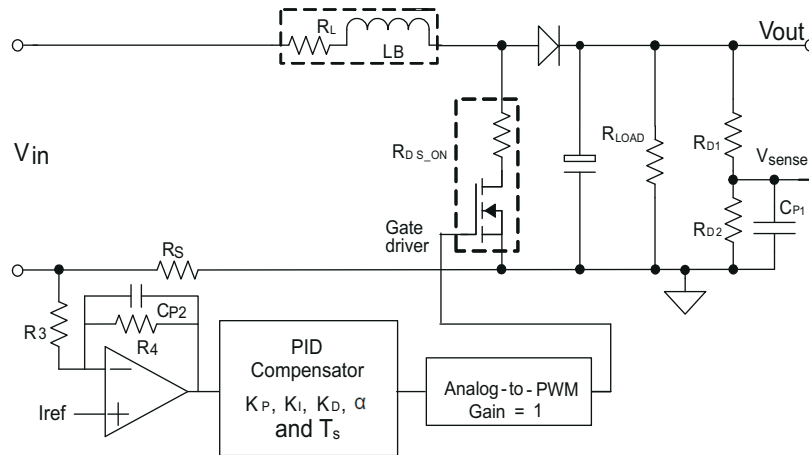 RL
LB
Vout
Vin
RDS_ON
RLOAD
RD1
Vsense
CP1
RD2
Gate
driver
RS
R3
CP2
R4
Iref
PID
Compensator
KP, KI, KD, α
and Ts
Analog-to-PWM
Gain = 1